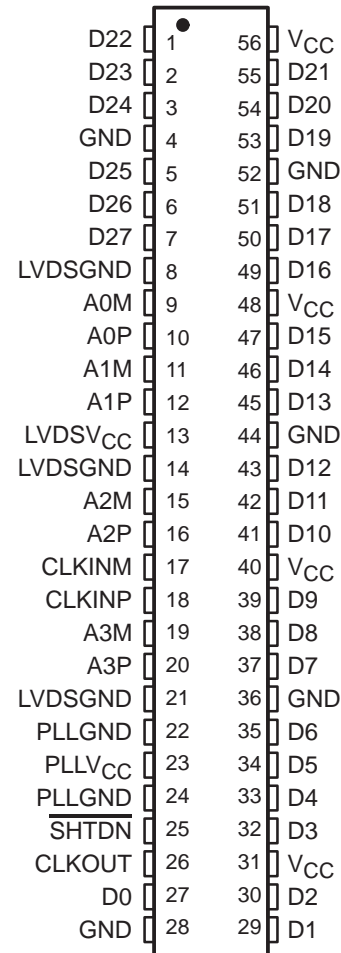 D22 1 56 VCC
D23 2 55 D21
D24 3 54 D20
GND 4 53 D19
D25 5 52 GND
D26 6 51 D18
D27 7 50 D17
LVDSGND 8 49 D16
A0M 9 48 VCC
A0P 10 47 D15
A1M 11 46 D14
A1P 12 45 D13
LVDSVCC 13 44 GND
LVDSGND 14 43 D12
A2M 15 42 D11
A2P 16 41 D10
CLKINM 17 40 VCC
CLKINP 18 39 D9
A3M 19 38 D8
A3P 20 37 D7
LVDSGND 21 36 GND
PLLGND 22 35 D6
PLLVCC 23 34 D5
PLLGND 24 33 D4
SHTDN 25 32 D3
CLKOUT 26 31 VCC
D0 27 30 D2
GND 28 29 D1